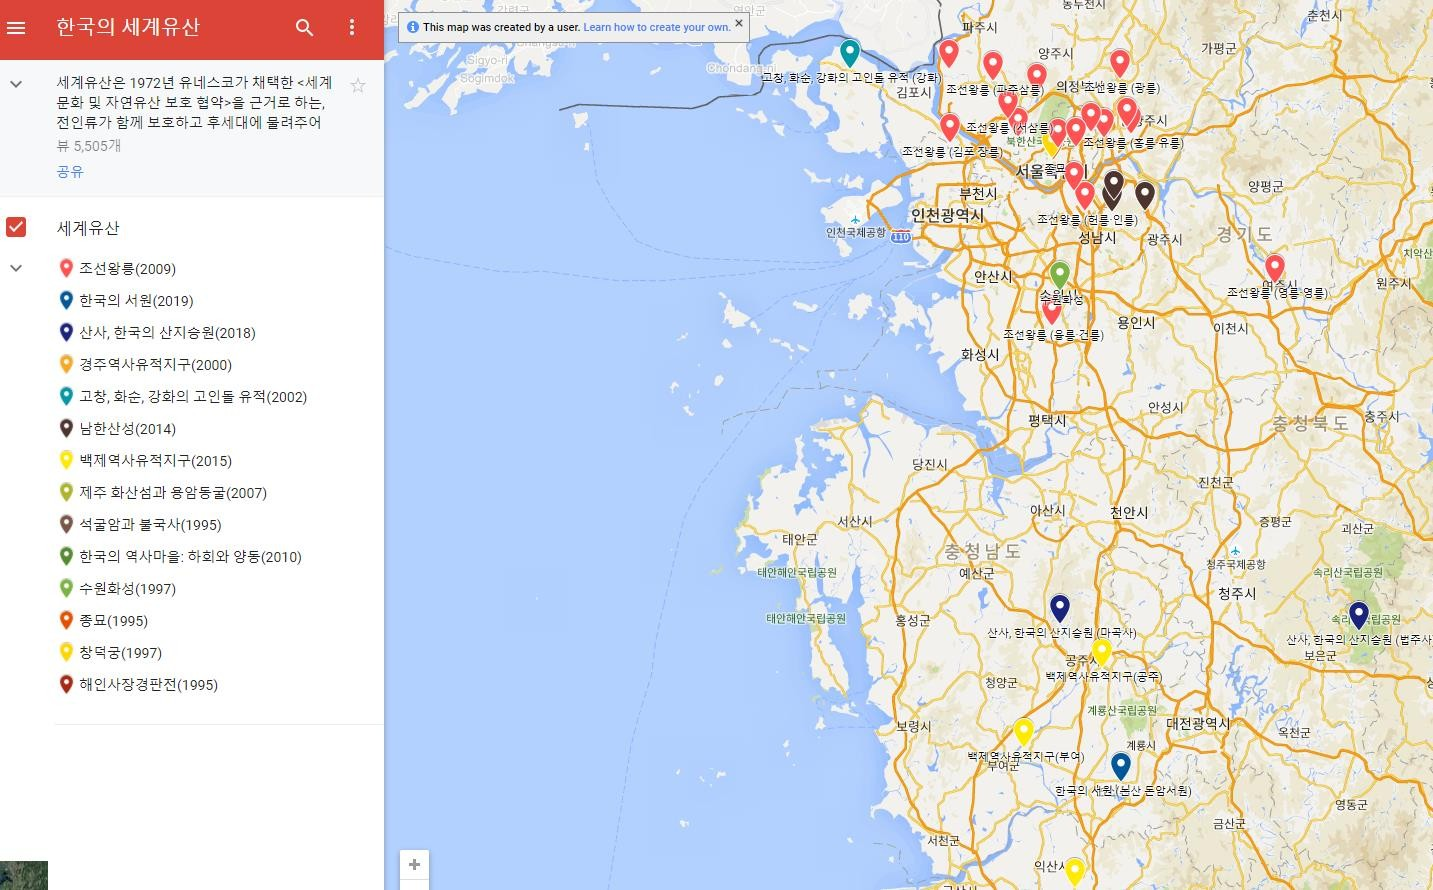 한국의 세계유산
세계유산은 1972년 유네스코가 채택한 <세계
문화 및 자연유산 보호 협약>을 근거로 하는,
전인류가 함께 보호하고 후세대에 물려주어
뷰 5,505개
공유
세계유산
조선왕릉(2009)
한국의 서원(2019)
산사, 한국의 산지승원(2018)
경주역사유적지구(2000)
고창, 화순, 강화의 고인돌 유적(2002)
남한산성(2014)
백제역사유적지구(2015)
제주 화산섬과 용암동굴(2007)
석굴암과 불국사(1995)
한국의 역사마을: 하회와 양동(2010)
수원화성(1997)
종묘(1995)
창덕궁(1997)
해인사장경판전(1995)
This map was created by a user. Learn how to create your own.
동두천시
춘천시
파주시
양주시
가평군
Sigyo-ri
Sogimdok
Chondang-ni
고창, 화순, 강화의 고인돌 유적 (강화)
김포시
조선왕릉 (파주삼릉)
조선왕릉 (광릉)
조선왕릉 (서삼릉)
조선왕릉 (김포 장릉)
조선왕릉 (홍릉·유릉)
부천시
양평군
인천광역시
인천국제공항
110
조선왕릉 (헌릉·인릉)
성남시
광주시
경기도
안산시
수원화성
조선왕릉 (영릉·영릉)
원주시
조선왕릉 (융릉·건릉)
용인시
이천시
화성시
안성시
평택시
충청북도
충주시
당진시
진천군
서산시
아산시
천안시
증평군
괴산군
태안군
충청남도
예산군
청주국제공항
태안해안국립공원
속리산국립공원
청주시
태안해안국립공원
홍성군
산사, 한국의 산지승원 (마곡사)
산사, 한국의 산지승원 (법주사
보은군
백제역사유적지구(공주)
청양군
계룡산국립공원
보령시
대전광역시
옥천군
계룡시
백제역사유적지구(부여)
부여군
한국의 서원 (논산 돈암서원)
영동군
금산군
서천군
익산시